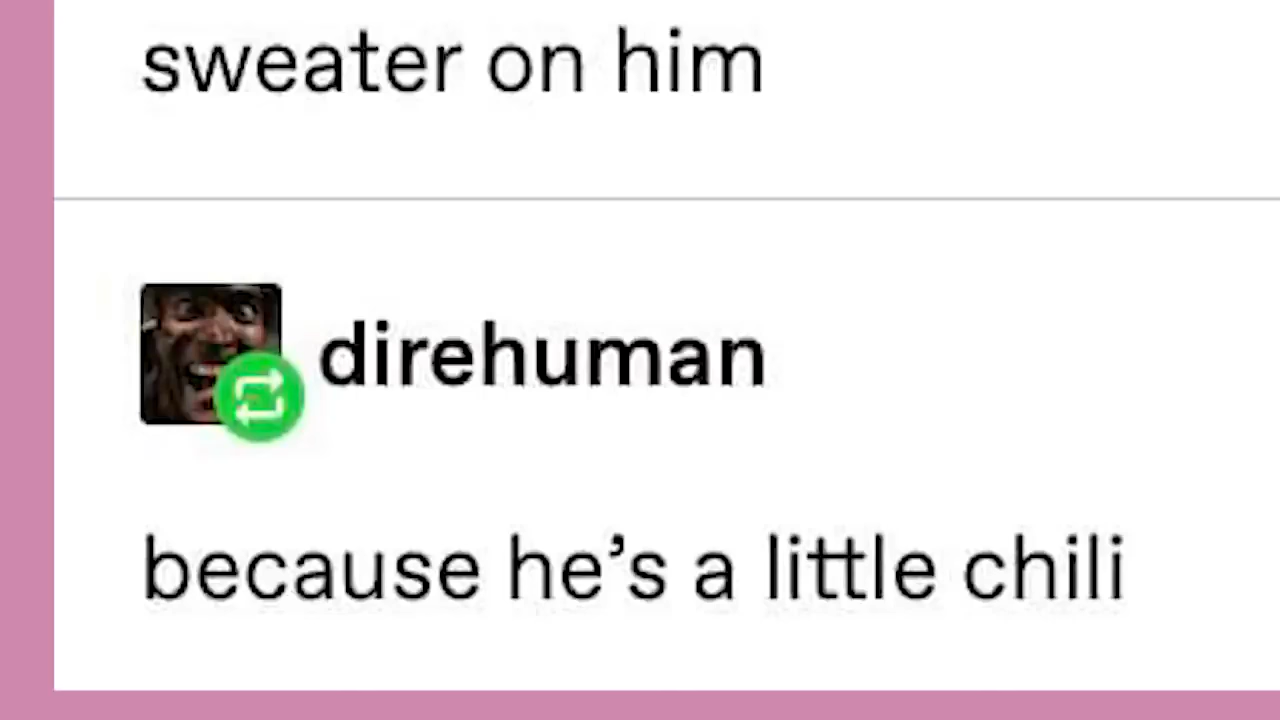 sweater on him
direhuman
because he’s a little chili